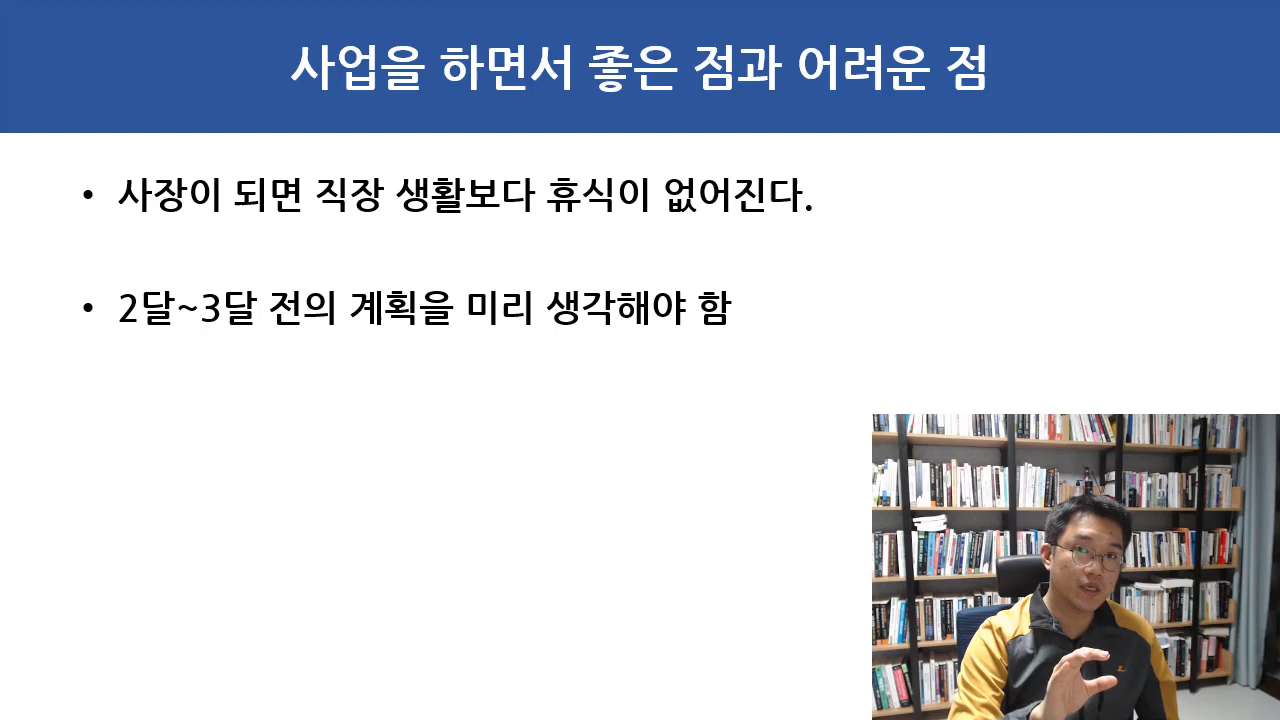 사업을 하면서 좋은 점과 어려운 점
• 사장이 되면 직장 생활보다 휴식이 없어진다.
• 2달~3달 전의 계획을 미리 생각해야 함